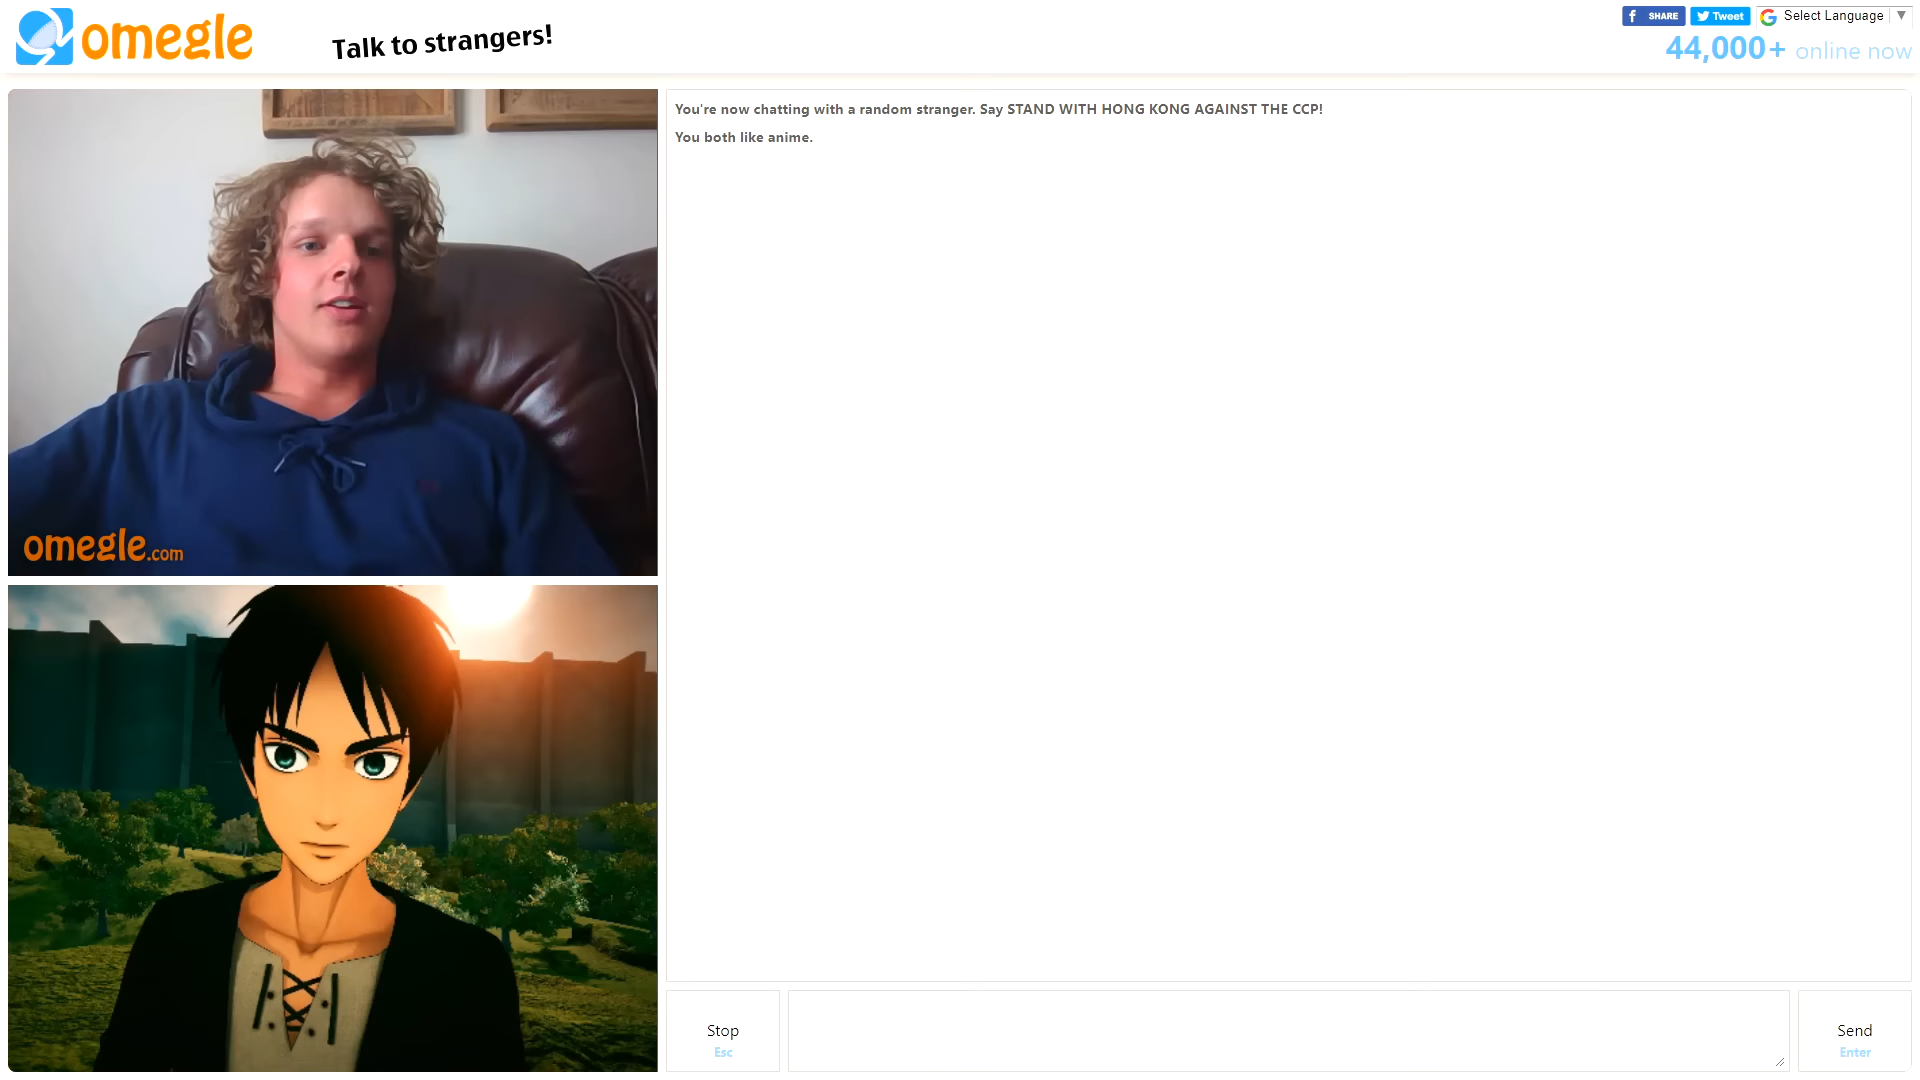 omegle
Talk to strangers!
SHARE
Tweet
Select Language ▼
44,000+ online now
You're now chatting with a random stranger. Say STAND WITH HONG KONG AGAINST THE CCP!
You both like anime.
omegle.com
Stop
Esc
Send
Enter